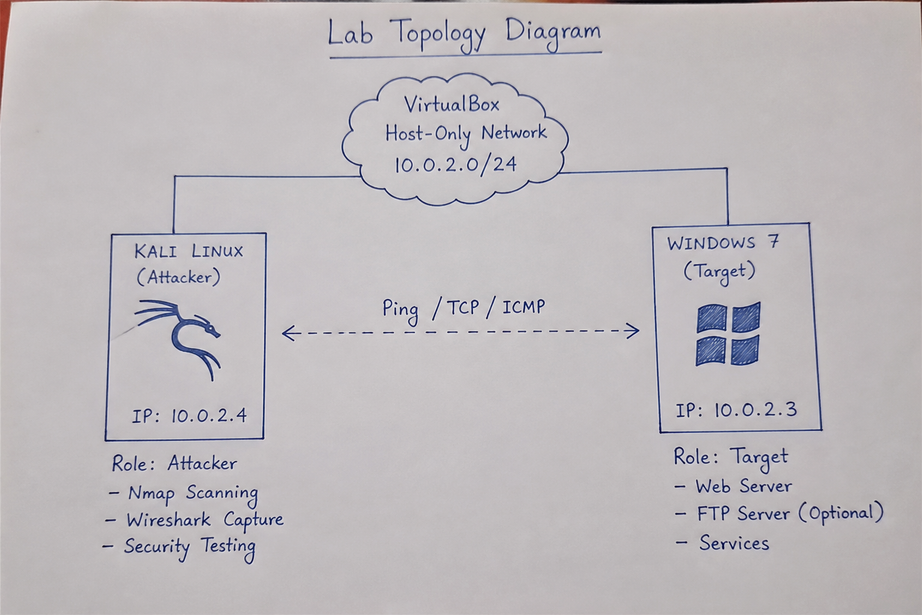 Lab Topology Diagram
VirtualBox
Host-Only Network
10.0.2.0/24
KALI LINUX
(Attacker)
IP: 10.0.2.4
Ping / TCP / ICMP
WINDOWS 7
(Target)
IP: 10.0.2.3
Role: Attacker
- Nmap Scanning
- Wireshark Capture
- Security Testing
Role: Target
- Web Server
- FTP Server (Optional)
- Services